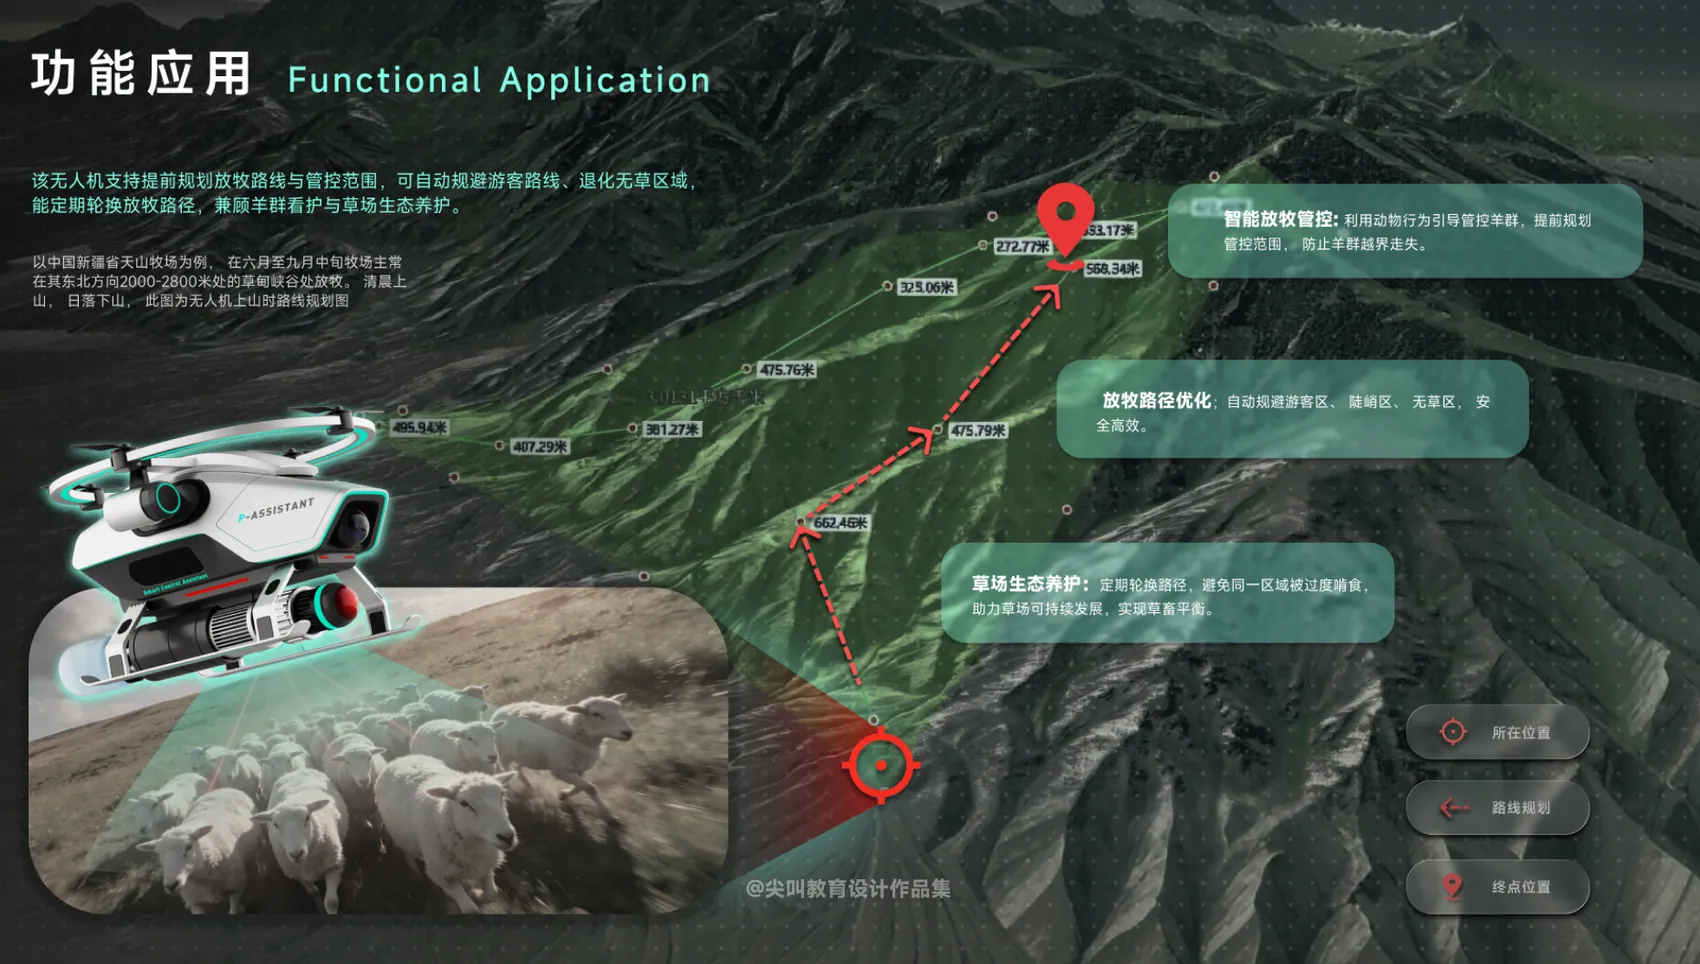 功能应用 Functional Application
该无人机支持提前规划放牧路线与管控范围，可自动规避游客路线、退化无草区域，
能定期轮换放牧路径，兼顾羊群看护与草场生态养护。
以中国新疆省天山牧场为例， 在六月至九月中旬牧场主常
在其东北方向2000-2800米处的草甸峡谷处放牧。 清晨上
山， 日落下山， 此图为无人机上山时路线规划图
智能放牧管控: 利用动物行为引导管控羊群，提前规划
管控范围， 防止羊群越界走失。
272.77米
560.34米
325.06米
475.76米
放牧路径优化; 自动规避游客区、 陡峭区、 无草区， 安
全高效。
495.94米
407.29米
381.27米
475.79米
P-ASSISTANT
Smart Control Assistant
662.46米
草场生态养护： 定期轮换路径，避免同一区域被过度啃食，
助力草场可持续发展，实现草畜平衡。
所在位置
路线规划
终点位置
@尖叫教育设计作品集